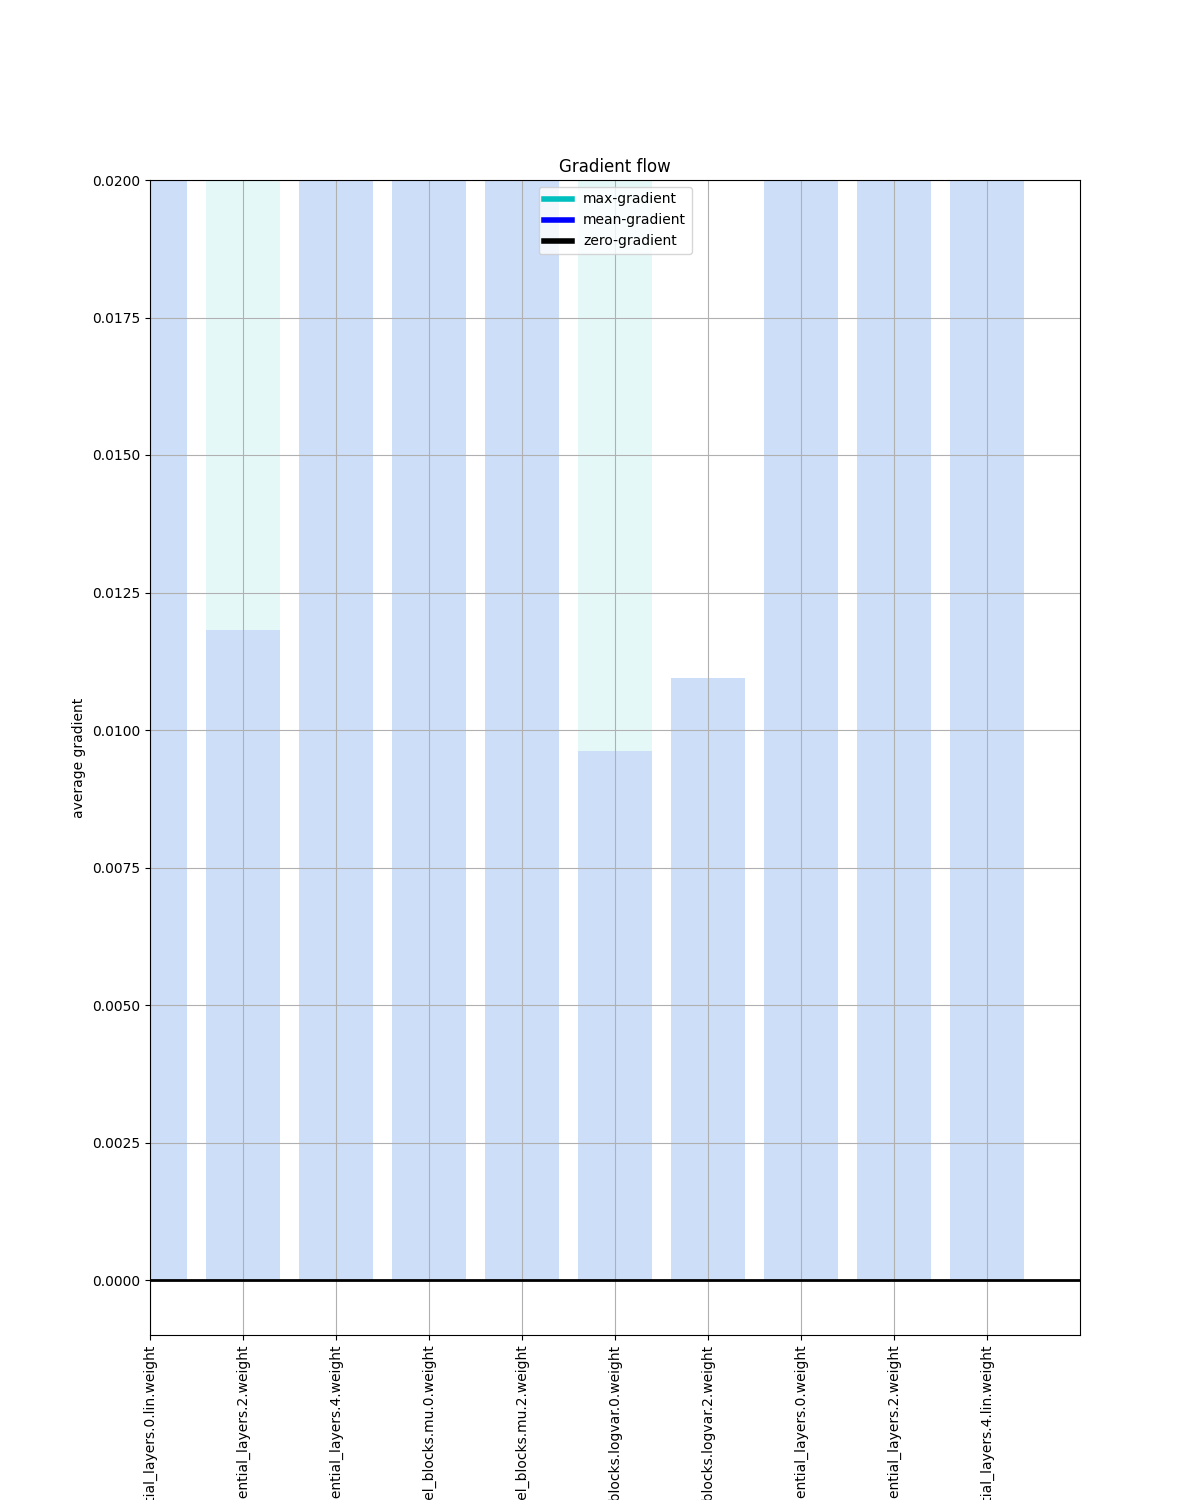 Gradient flow
max-gradient
mean-gradient
zero-gradient
0.0200
0.0175
0.0150
0.0125
0.0100
0.0075
0.0050
0.0025
0.0000
average gradient
tial_layers.0.lin.weight
ential_layers.2.weight
ential_layers.4.weight
el_blocks.mu.0.weight
el_blocks.mu.2.weight
blocks.logvar.0.weight
blocks.logvar.2.weight
ential_layers.0.weight
ential_layers.2.weight
tial_layers.4.lin.weight